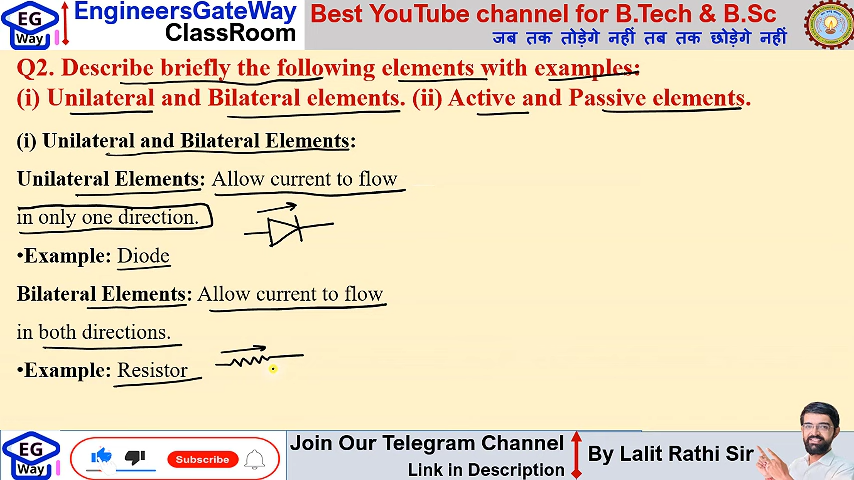 EG
Way
EngineersGateWay
ClassRoom
Best YouTube channel for B.Tech & B.Sc
जब तक तोड़ेगे नहीं तब तक छोड़ेगे नहीं
Q2. Describe briefly the following elements with examples:
(i) Unilateral and Bilateral elements. (ii) Active and Passive elements.
(i) Unilateral and Bilateral Elements:
Unilateral Elements: Allow current to flow
in only one direction.
•Example: Diode
Bilateral Elements: Allow current to flow
in both directions.
•Example: Resistor
EG
Way
Subscribe
Join Our Telegram Channel
Link in Description
By Lalit Rathi Sir